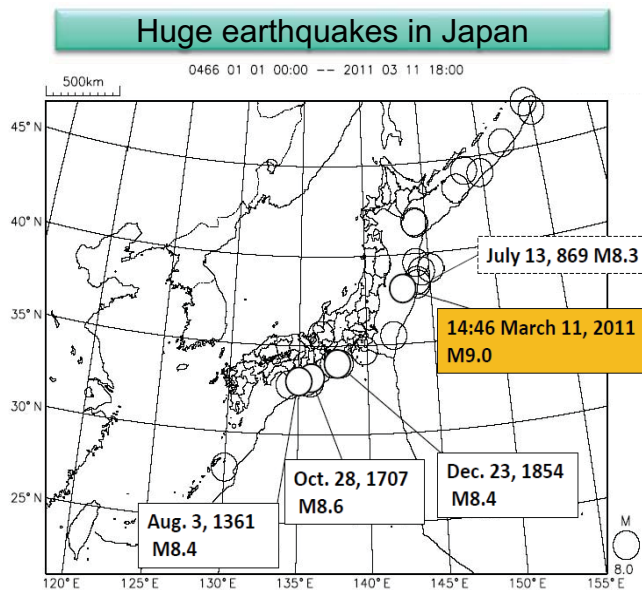 Huge earthquakes in Japan
0466 01 01 00:00 -- 2011 03 11 18:00
500km
45° N
40° N
35° N
30° N
25° N
July 13, 869 M8.3
14:46 March 11, 2011
M9.0
Dec. 23, 1854
M8.4
Oct. 28, 1707
M8.6
Aug. 3, 1361
M8.4
M
8.0
120°E 125°E 130°E 135°E 140°E 145°E 150°E 155°E